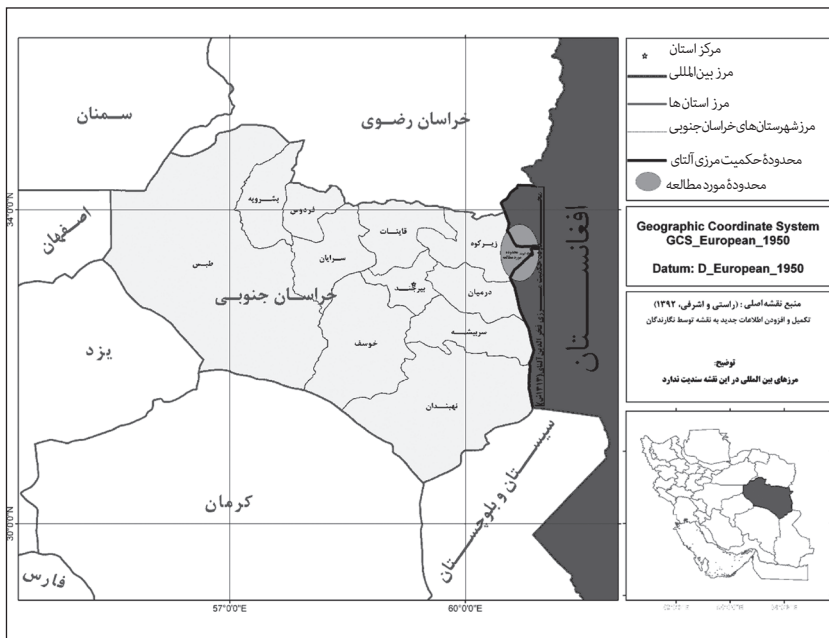 سمنان
خراسان رضوی
اصفهان
یزد
کرمان
فارس
سیستان و بلوچستان
افغانستان
خراسان جنوبی
طبس
بشرویه
فردوس
سرایان
قاینات
زیرکوه
بیرجند
درمیان
سربیشه
خوسف
نهبندان
34°0'0"N
30°0'0"N
57°0'0"E
60°0'0"E
مرکز استان
مرز بین‌المللی
مرز استان ها
مرز شهرستان‌های خراسان جنوبی
محدودۀ حکمیت مرزی آلتای
محدودۀ مورد مطالعه
Geographic Coordinate System
GCS_European_1950
Datum: D_European_1950
منبع نقشه اصلی : (راستی و اشرفی، ۱۳۹۲)
تکمیل و افزودن اطلاعات جدید به نقشه توسط نگارندگان
توضیح:
مرزهای بین المللی در این نقشه سندیت ندارد